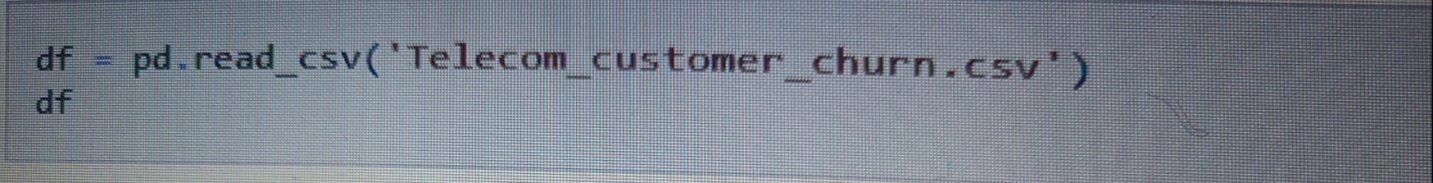 df = pd.read_csv('Telecom_customer_churn.csv')
df